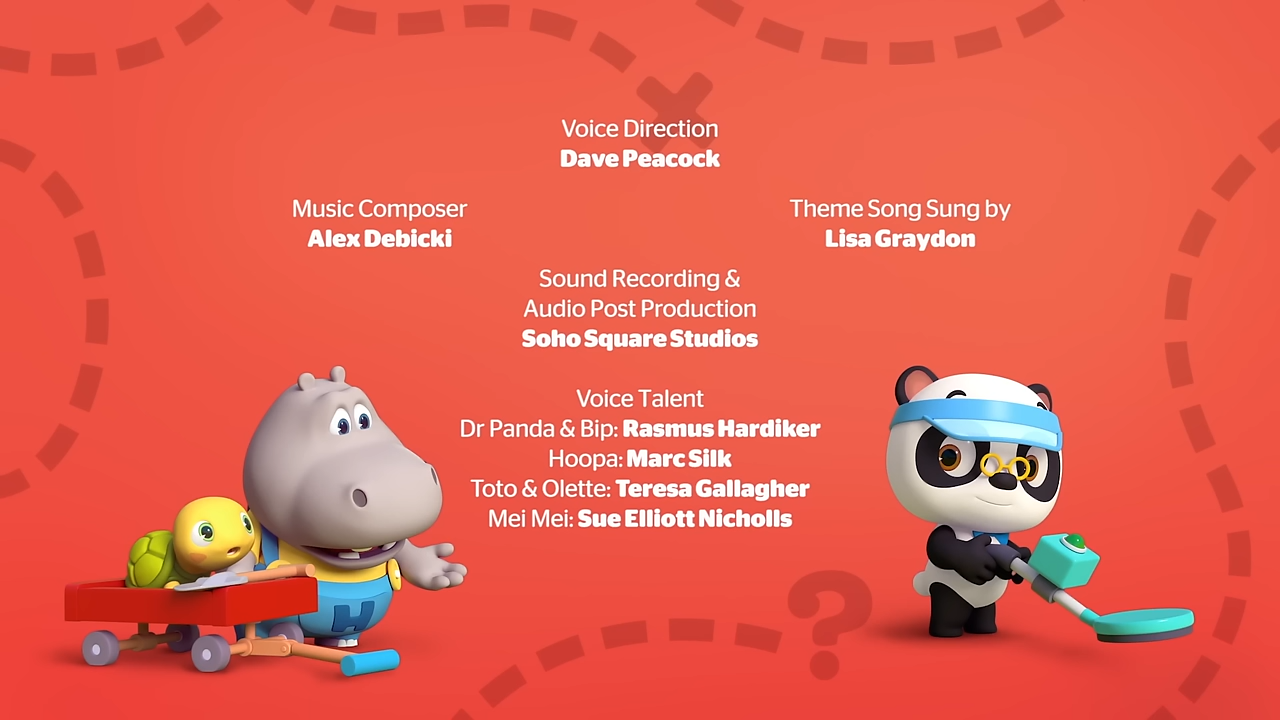 Voice Direction
Dave Peacock
Music Composer
Alex Debicki
Theme Song Sung by
Lisa Graydon
Sound Recording &
Audio Post Production
Soho Square Studios
Voice Talent
Dr Panda & Bip: Rasmus Hardiker
Hoopa: Marc Silk
Toto & Olette: Teresa Gallagher
Mei Mei: Sue Elliott Nicholls
H
?